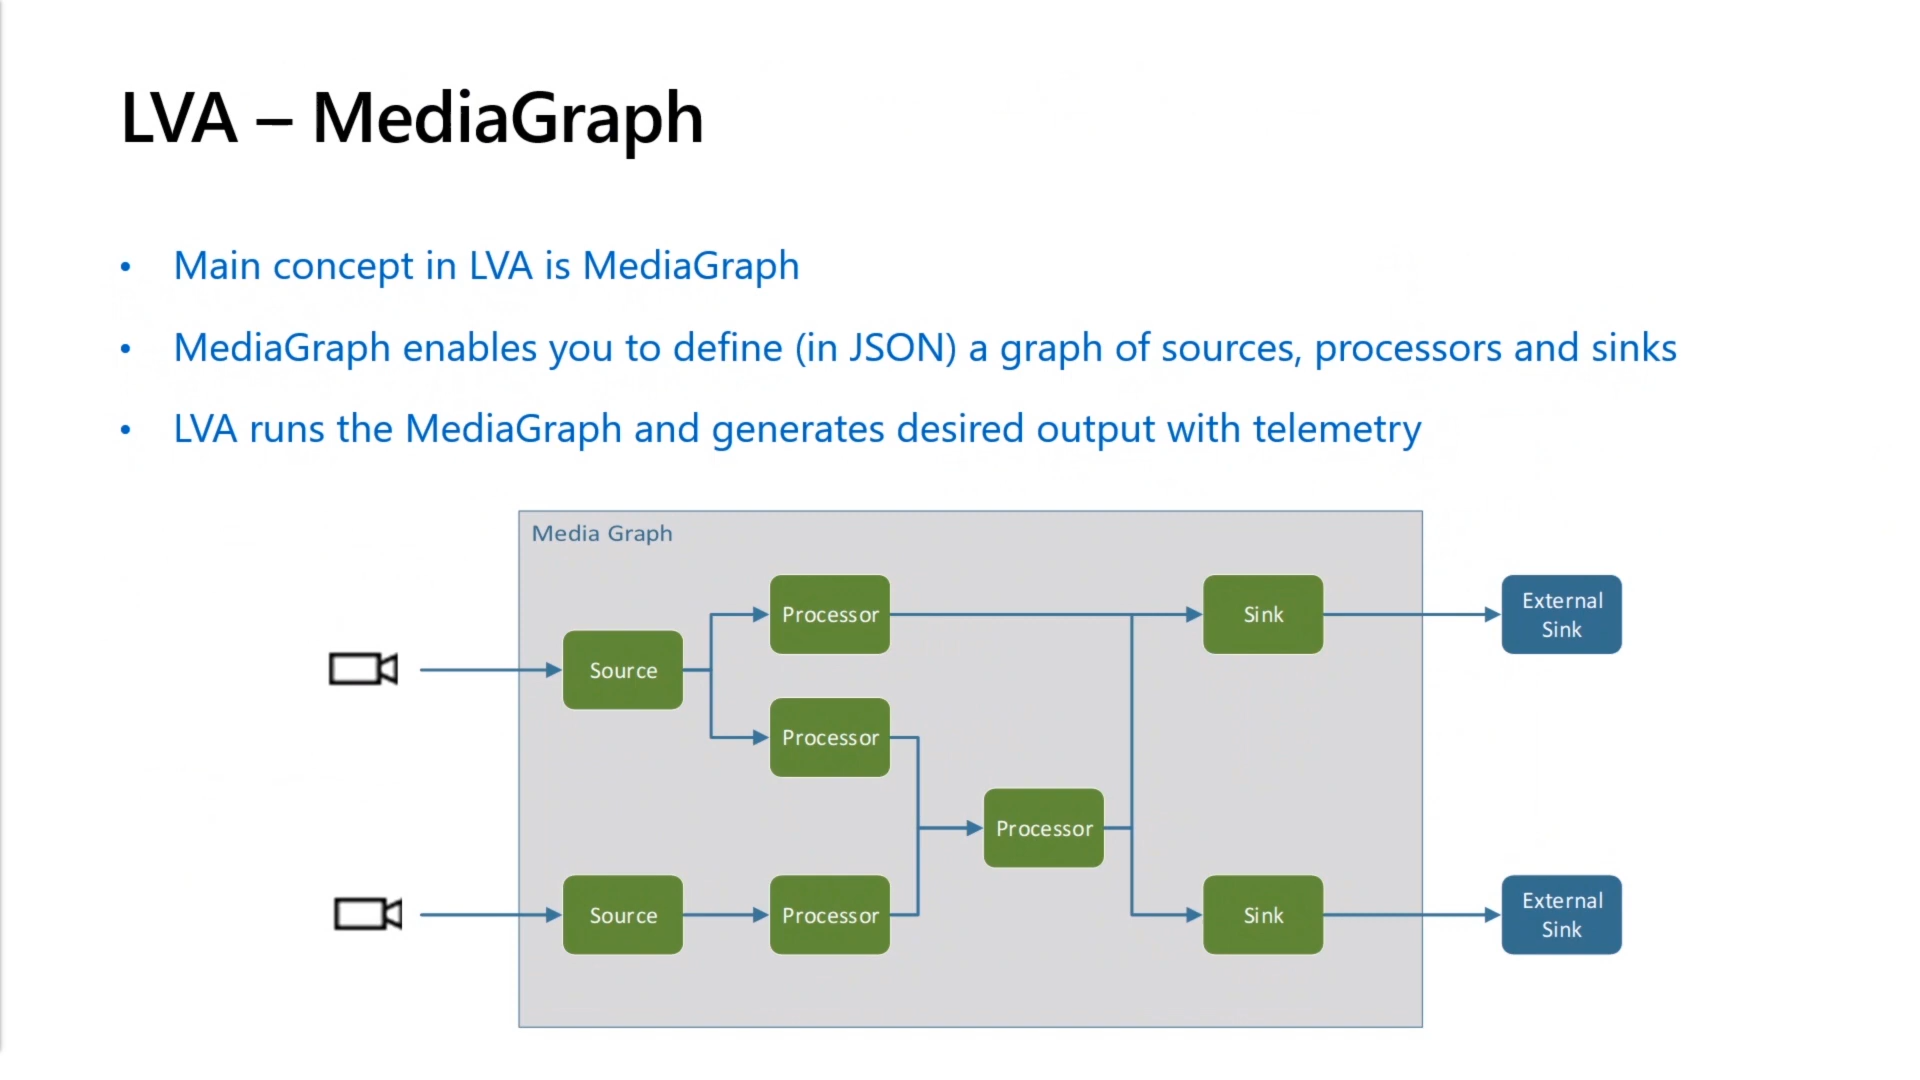 LVA – MediaGraph
• Main concept in LVA is MediaGraph
• MediaGraph enables you to define (in JSON) a graph of sources, processors and sinks
• LVA runs the MediaGraph and generates desired output with telemetry
Media Graph
Processor
Sink
External
Sink
Source
Processor
Processor
Source
Processor
Sink
External
Sink